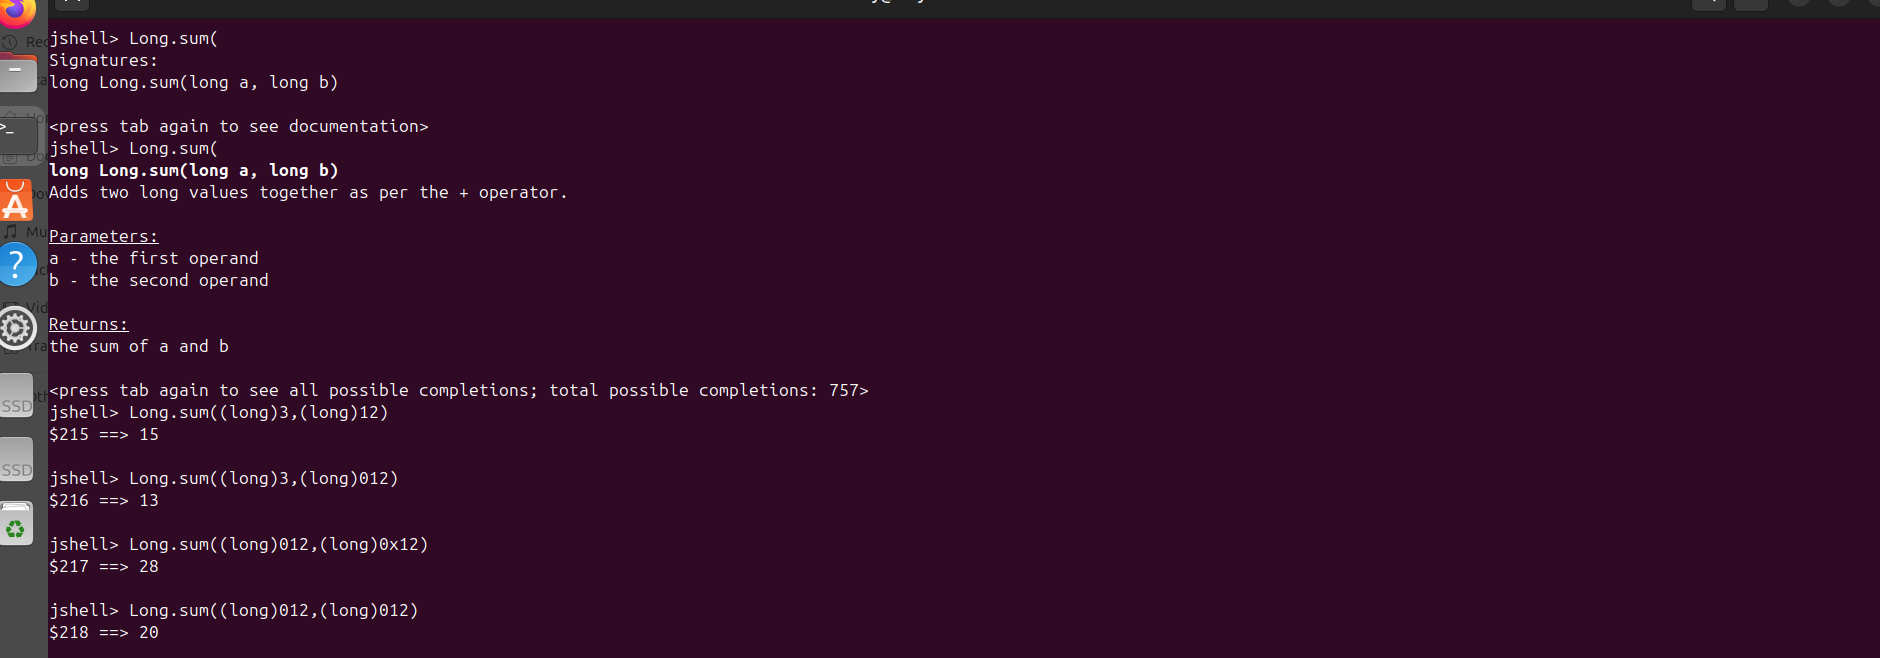 jshell> Long.sum(
Signatures:
long Long.sum(long a, long b)
<press tab again to see documentation>
jshell> Long.sum(
long Long.sum(long a, long b)
Adds two long values together as per the + operator.
Parameters:
a - the first operand
b - the second operand
Returns:
the sum of a and b
<press tab again to see all possible completions; total possible completions: 757>
jshell> Long.sum((long)3,(long)12)
$215 ==> 15
jshell> Long.sum((long)3,(long)012)
$216 ==> 13
jshell> Long.sum((long)012,(long)0x12)
$217 ==> 28
jshell> Long.sum((long)012,(long)012)
$218 ==> 20
SSD
SSD